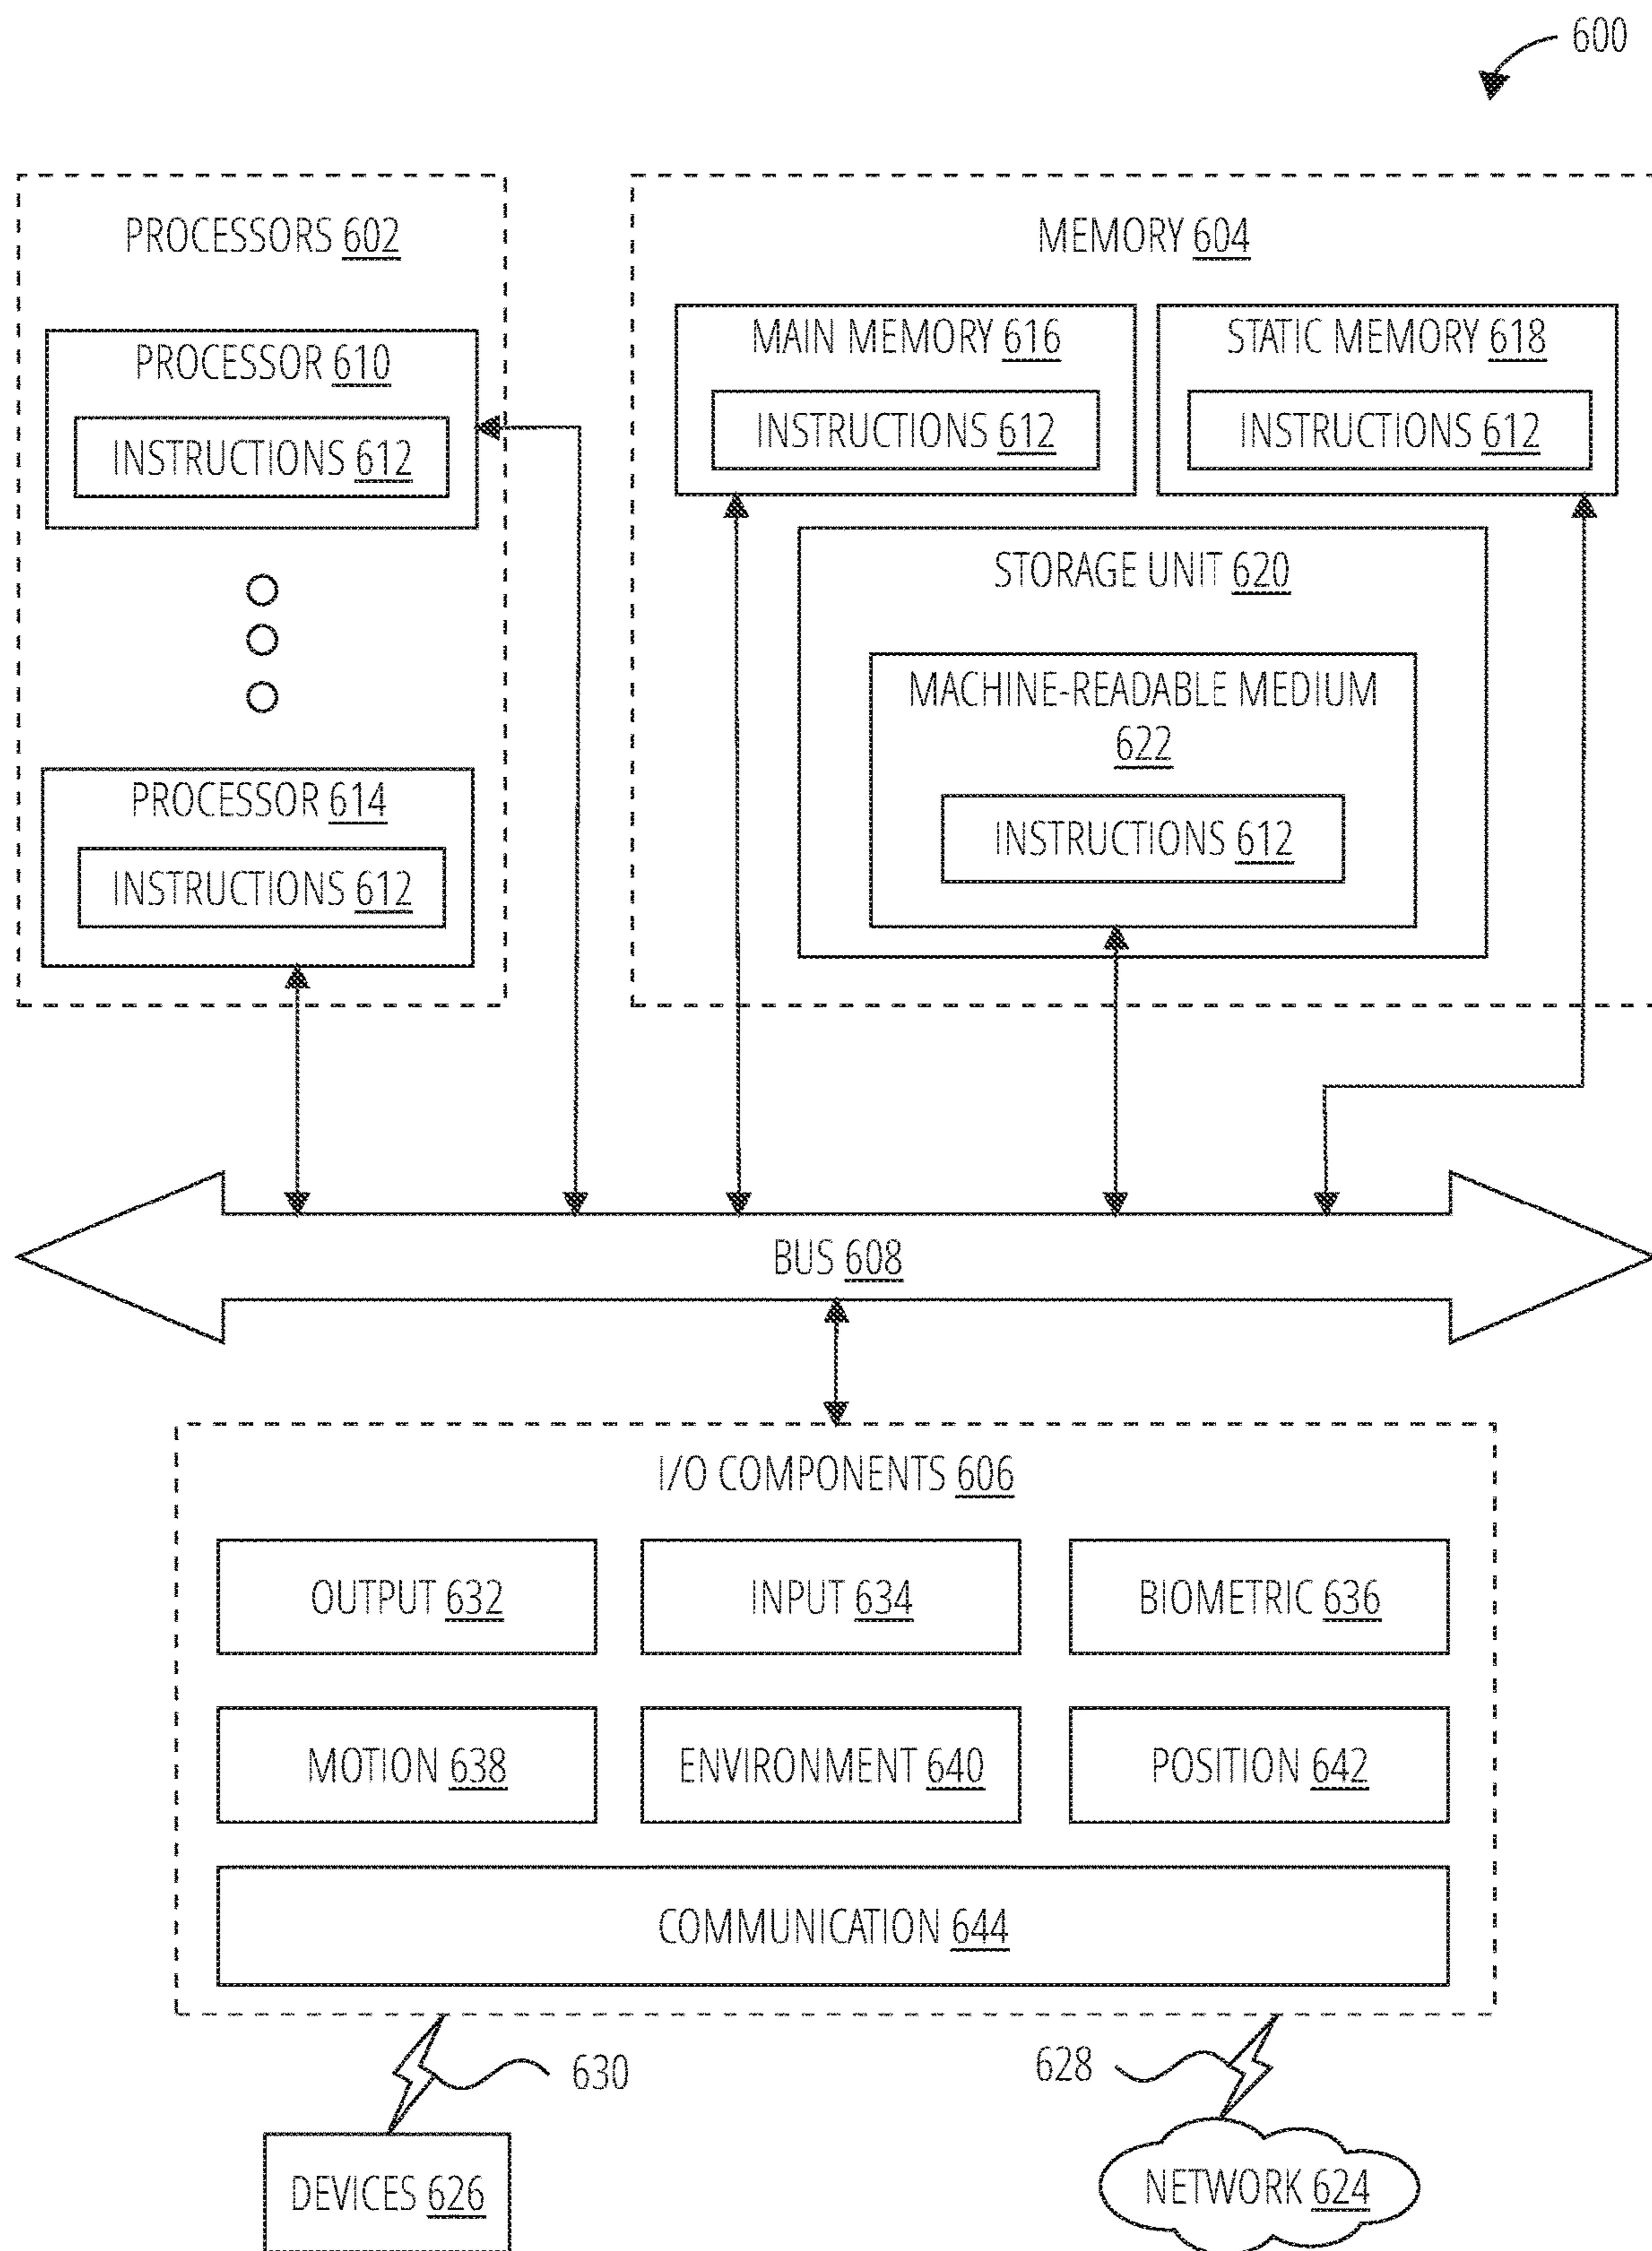 600
PROCESSORS 602
PROCESSOR 610
INSTRUCTIONS 612
PROCESSOR 614
INSTRUCTIONS 612
MEMORY 604
MAIN MEMORY 616
INSTRUCTIONS 612
STATIC MEMORY 618
INSTRUCTIONS 612
STORAGE UNIT 620
MACHINE-READABLE MEDIUM
622
INSTRUCTIONS 612
BUS 608
I/O COMPONENTS 606
OUTPUT 632
INPUT 634
BIOMETRIC 636
MOTION 638
ENVIRONMENT 640
POSITION 642
COMMUNICATION 644
630
628
DEVICES 626
NETWORK 624